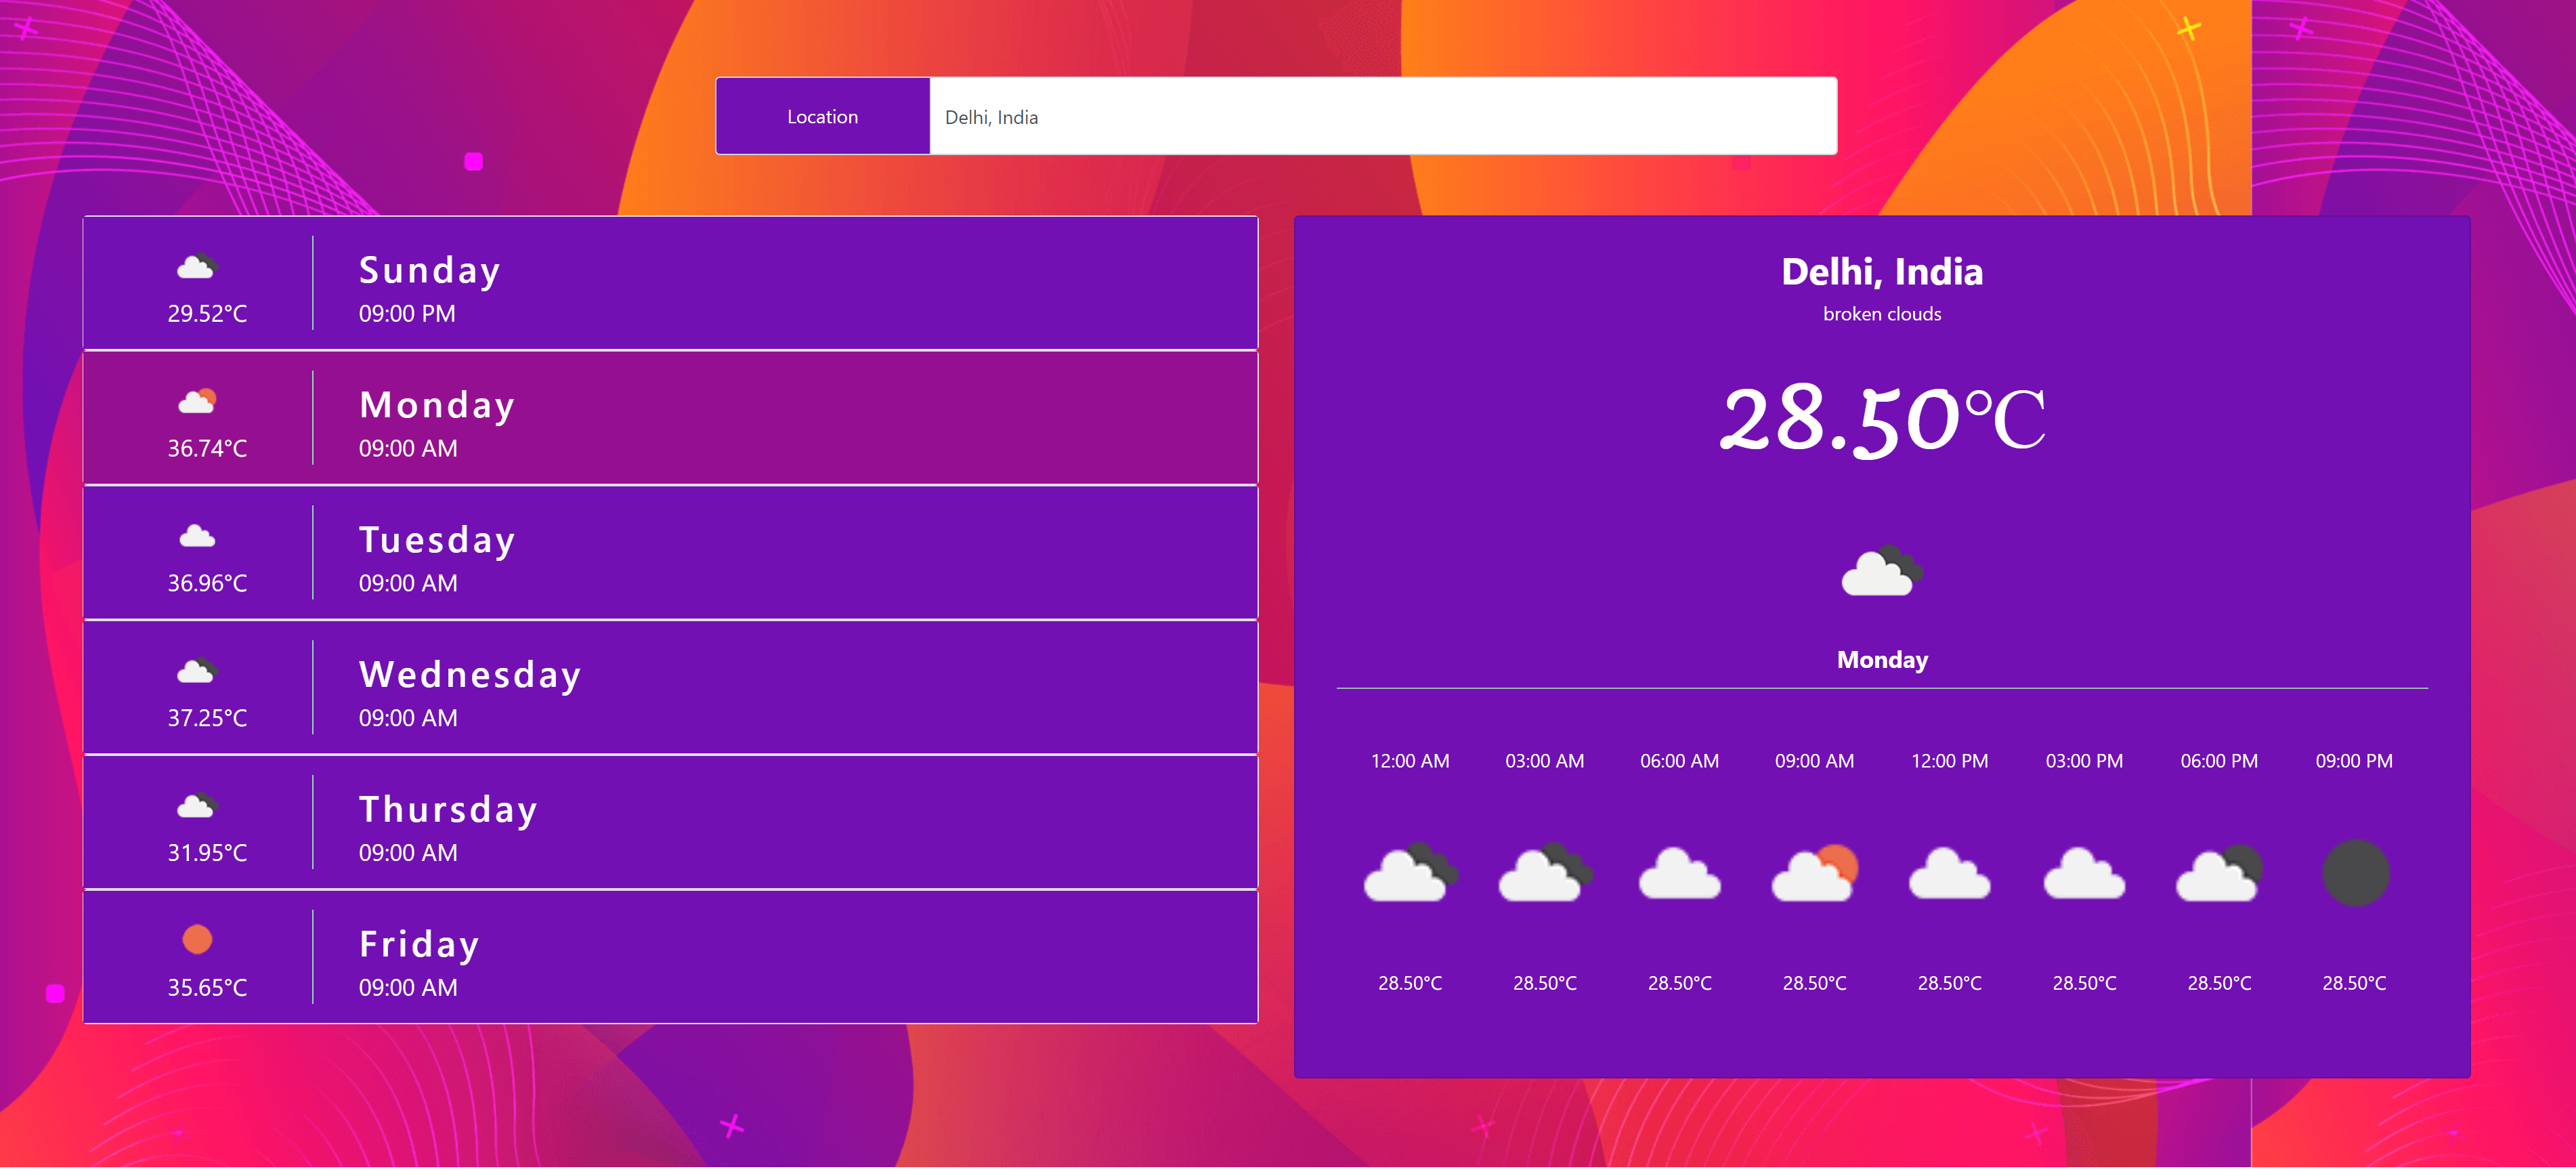 Location
Delhi, India
Sunday
29.52°C
09:00 PM
Monday
36.74°C
09:00 AM
Tuesday
36.96°C
09:00 AM
Wednesday
37.25°C
09:00 AM
Thursday
31.95°C
09:00 AM
Friday
35.65°C
09:00 AM
Delhi, India
broken clouds
28.50°C
Monday
12:00 AM 03:00 AM 06:00 AM 09:00 AM 12:00 PM 03:00 PM 06:00 PM 09:00 PM
28.50°C 28.50°C 28.50°C 28.50°C 28.50°C 28.50°C 28.50°C 28.50°C